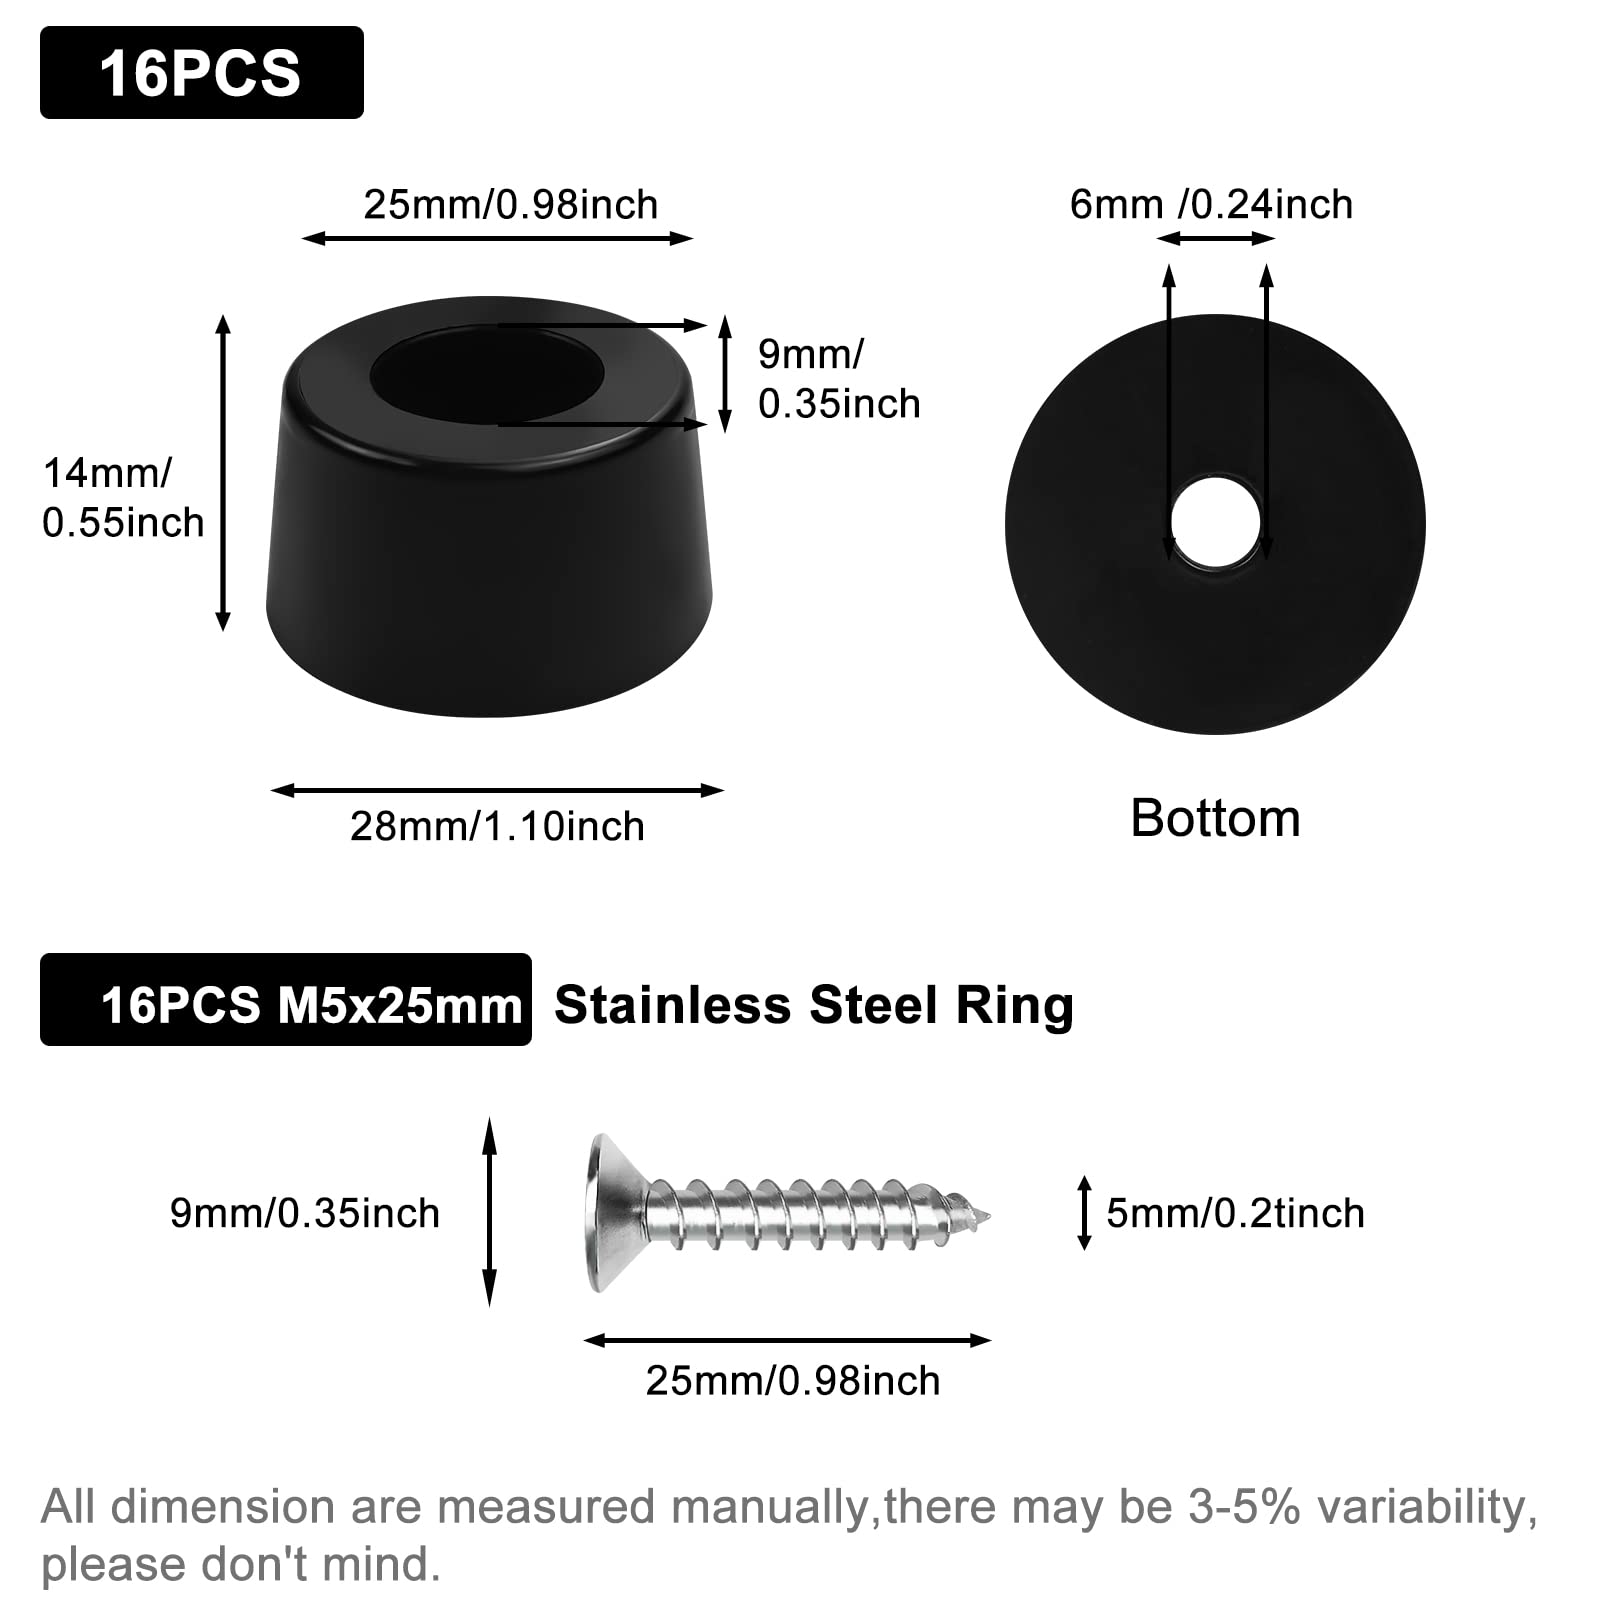 16PCS
25mm/0.98inch
6mm /0.24inch
9mm/
0.35inch
14mm/
0.55inch
28mm/1.10inch
Bottom
16PCS M5x25mm Stainless Steel Ring
9mm/0.35inch
5mm/0.2tinch
25mm/0.98inch
All dimension are measured manually,there may be 3-5% variability,
please don't mind.